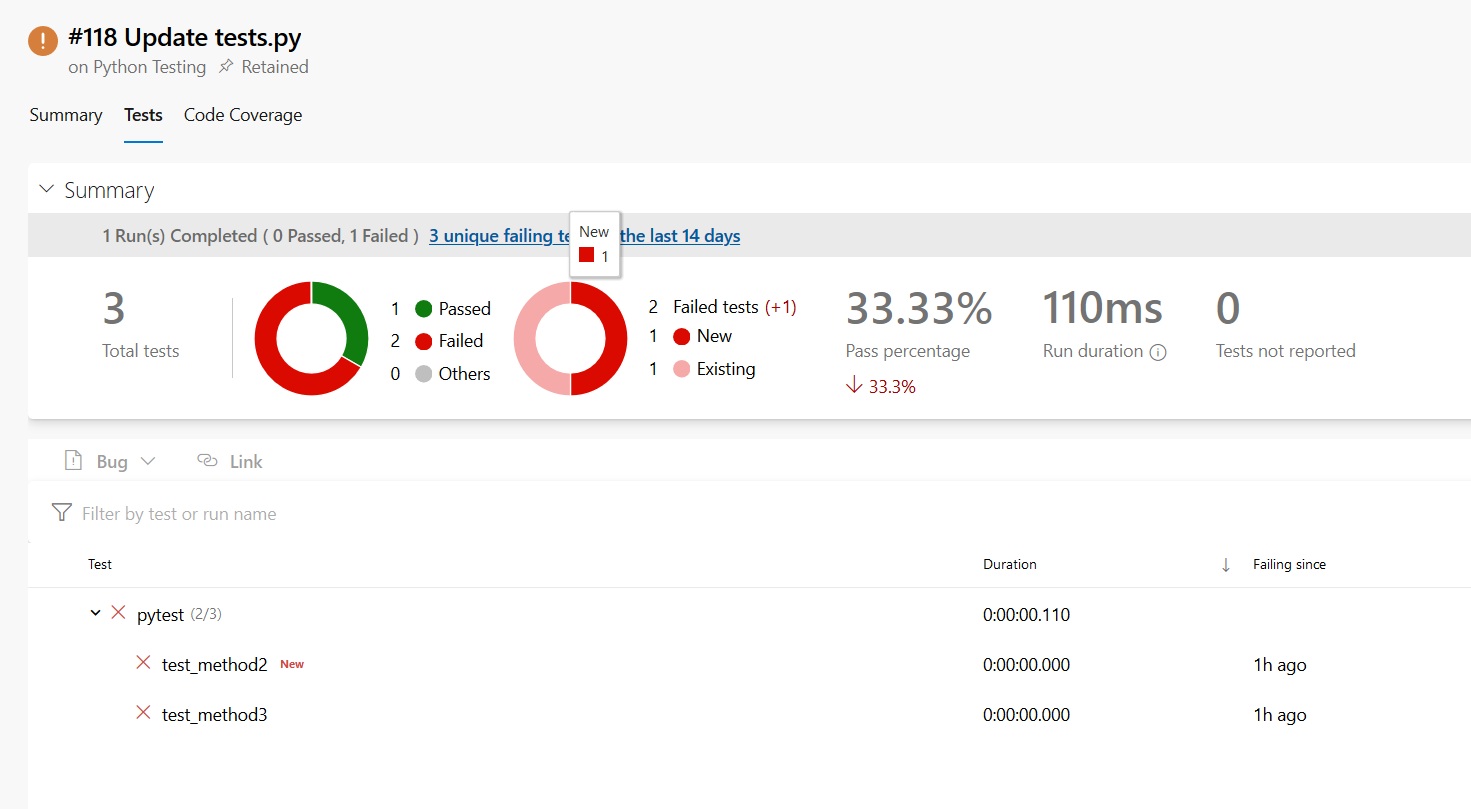 #118 Update tests.py
on Python Testing Retained
Summary Tests Code Coverage
Summary
1 Run(s) Completed ( 0 Passed, 1 Failed ) 3 unique failing the last 14 days
New
1
3
Total tests
1 Passed
2 Failed
0 Others
2 Failed tests (+1)
1 New
1 Existing
33.33%
Pass percentage
33.3%
110ms
Run duration
0
Tests not reported
Bug Link
Filter by test or run name
Test Duration Failing since
pytest (2/3) 0:00:00.110
test_method2 New 0:00:00.000 1h ago
test_method3 0:00:00.000 1h ago